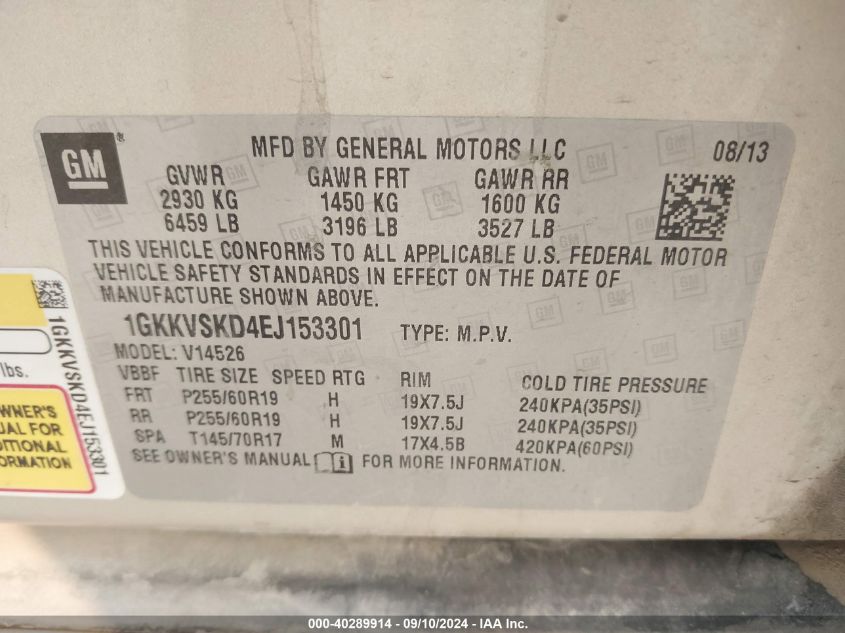 GM
MFD BY GENERAL MOTORS LLC 08/13
GVWR GAWR FRT GAWR RR
2930 KG 1450 KG 1600 KG
6459 LB 3196 LB 3527 LB
THIS VEHICLE CONFORMS TO ALL APPLICABLE U.S. FEDERAL MOTOR
VEHICLE SAFETY STANDARDS IN EFFECT ON THE DATE OF
MANUFACTURE SHOWN ABOVE.
1GKKVSKD4EJ153301 TYPE: M.P.V.
MODEL: V14526
VBBF TIRE SIZE SPEED RTG RIM COLD TIRE PRESSURE
FRT P255/60R19 H 19X7.5J 240KPA(35PSI)
RR P255/60R19 H 19X7.5J 240KPA(35PSI)
SPA T145/70R17 M 17X4.5B 420KPA(60PSI)
SEE OWNER'S MANUAL FOR MORE INFORMATION.
lbs.
OWNER'S
UAL FOR
DITIONAL
FORMATION
1GKKVSKD4EJ153301
000-40289914 - 09/10/2024 - IAA Inc.